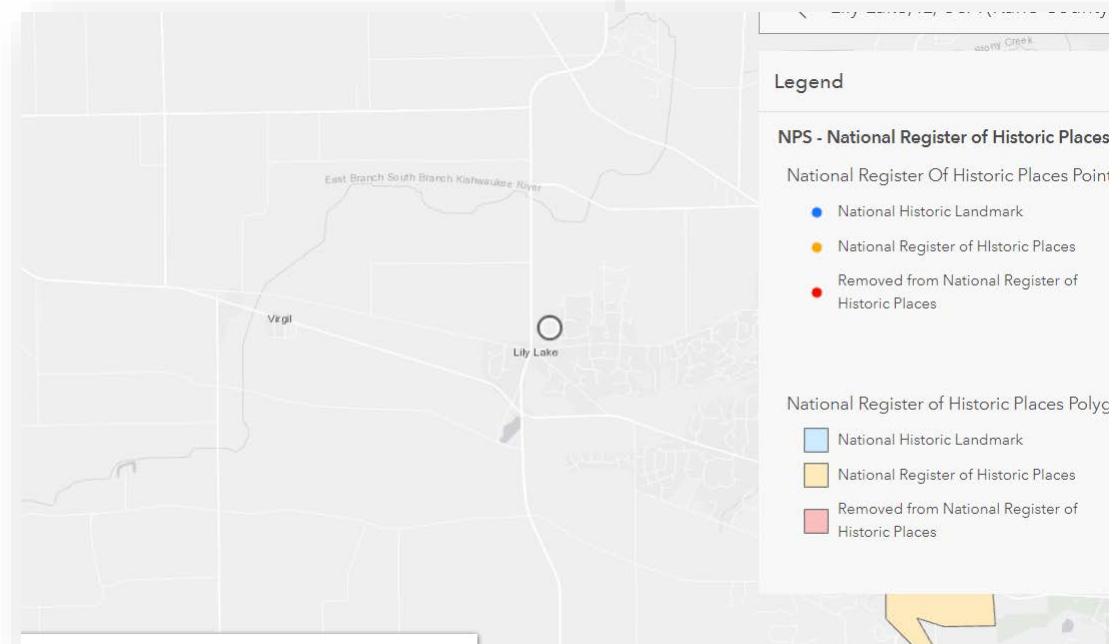 Legend
NPS - National Register of Historic Places
National Register Of Historic Places Point
National Historic Landmark
National Register of HIstoric Places
Removed from National Register of
Historic Places
National Register of Historic Places Polyg
National Historic Landmark
National Register of Historic Places
Removed from National Register of
Historic Places
East Branch South Branch Kishwaukee River
Virgil
Lily Lake
Creek